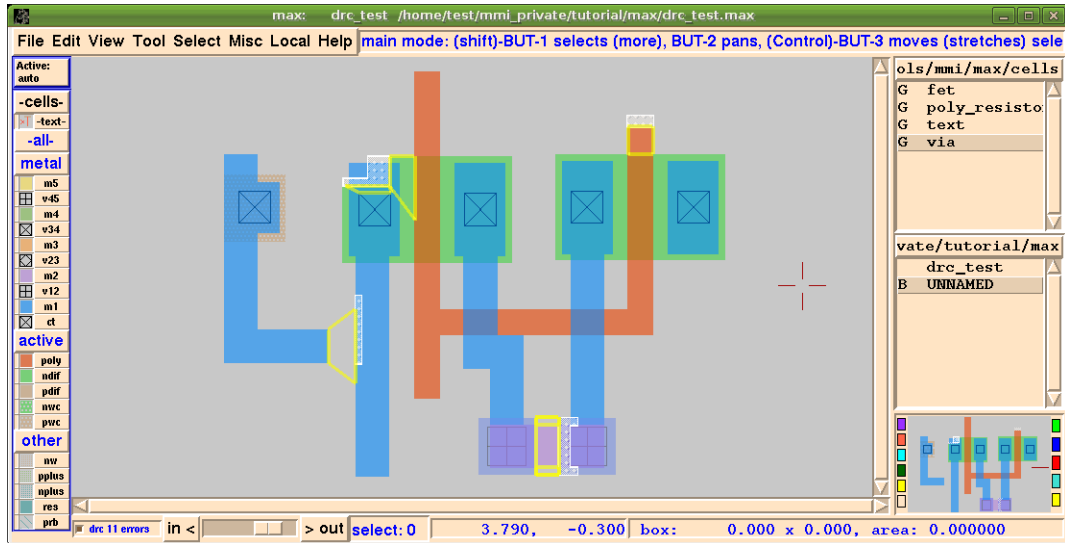 max: drc_test /home/test/mmi_private/tutorial/max/drc_test.max
File Edit View Tool Select Misc Local Help main mode: (shift)-BUT-1 selects (more), BUT-2 pans, (Control)-BUT-3 moves (stretches) sele
Active:
auto
-cells-
-text-
-all-
metal
m5
v45
m4
v34
m3
v23
m2
v12
m1
ct
active
poly
ndif
pdif
nwc
pwc
other
nw
pplus
nplus
res
prb
ols/mmi/max/cells
G fet
G poly_resisto
G text
G via
vate/tutorial/max
drc_test
B UNNAMED
drc 11 errors in < > out select: 0 3.790, -0.300 box: 0.000 x 0.000, area: 0.000000